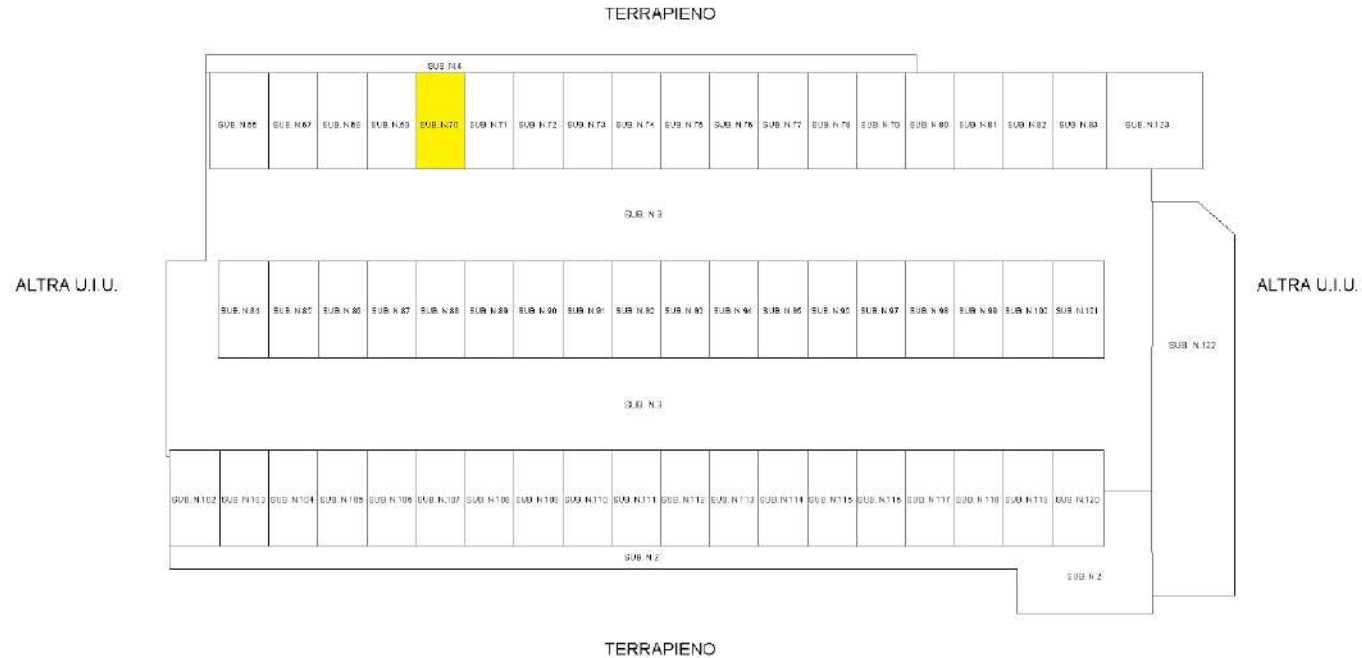 TERRAPIENO
SUB. N.4
SUB. N.66 SUB. N.67 SUB. N.68 SUB. N.69 SUB. N.70 SUB. N.71 SUB. N.72 SUB. N.73 SUB. N.74 SUB. N.75 SUB. N.76 SUB. N.77 SUB. N.78 SUB. N.79 SUB. N.80 SUB. N.81 SUB. N.82 SUB. N.83 SUB. N.123
SUB. N.3
ALTRA U.I.U.
ALTRA U.I.U.
SUB. N.84 SUB. N.85 SUB. N.86 SUB. N.87 SUB. N.88 SUB. N.89 SUB. N.90 SUB. N.91 SUB. N.92 SUB. N.93 SUB. N.94 SUB. N.95 SUB. N.96 SUB. N.97 SUB. N.98 SUB. N.99 SUB. N.100 SUB. N.101
SUB. N.122
SUB. N.3
SUB. N.102 SUB. N.103 SUB. N.104 SUB. N.105 SUB. N.106 SUB. N.107 SUB. N.108 SUB. N.109 SUB. N.110 SUB. N.111 SUB. N.112 SUB. N.113 SUB. N.114 SUB. N.115 SUB. N.116 SUB. N.117 SUB. N.118 SUB. N.119 SUB. N.120
SUB. N.2
SUB. N.2
TERRAPIENO